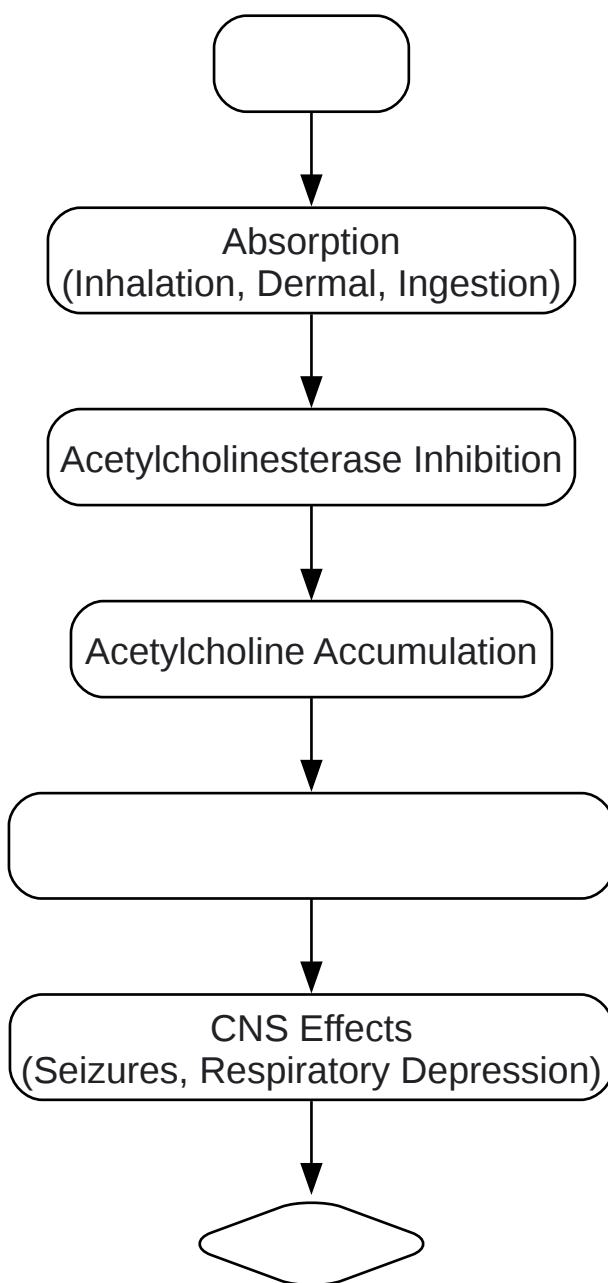 Absorption
(Inhalation, Dermal, Ingestion)
Acetylcholinesterase Inhibition
Acetylcholine Accumulation
CNS Effects
(Seizures, Respiratory Depression)